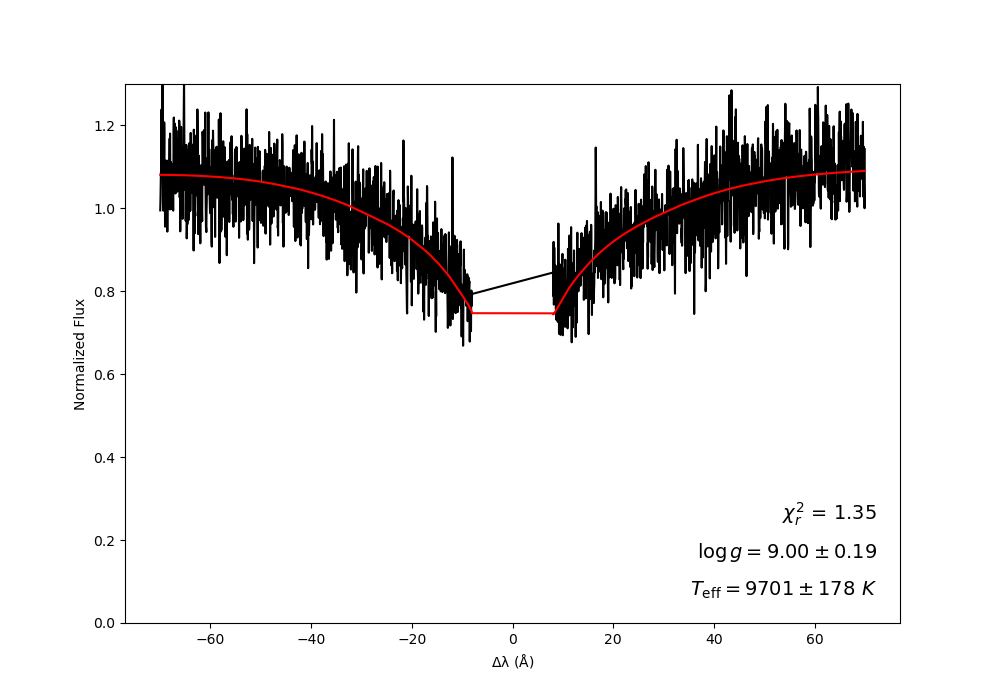 1.2
1.0
0.8
0.6
0.4
0.2
0.0
Normalized Flux
χ²ᵣ = 1.35
log g = 9.00 ± 0.19
T_eff = 9701 ± 178 K
−60 −40 −20 0 20 40 60
Δλ (Å)